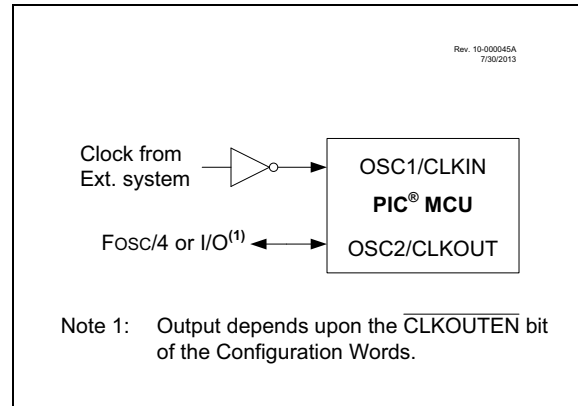 Rev. 10-000045A
7/30/2013
Clock from
Ext. system
OSC1/CLKIN
PIC® MCU
FOSC/4 or I/O(1)
OSC2/CLKOUT
Note 1: Output depends upon the CLKOUTEN bit
of the Configuration Words.